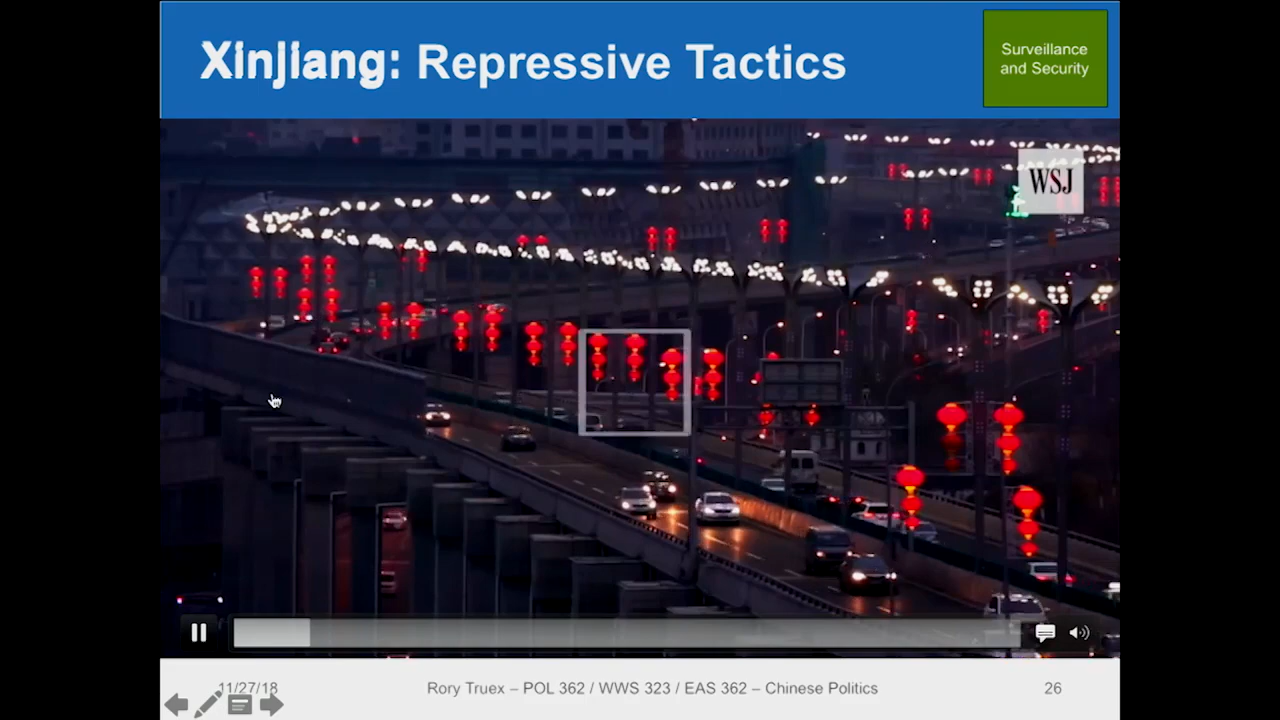 Xinjiang: Repressive Tactics
Surveillance
and Security
WSJ
11/27/18
Rory Truex – POL 362 / WWS 323 / EAS 362 – Chinese Politics
26